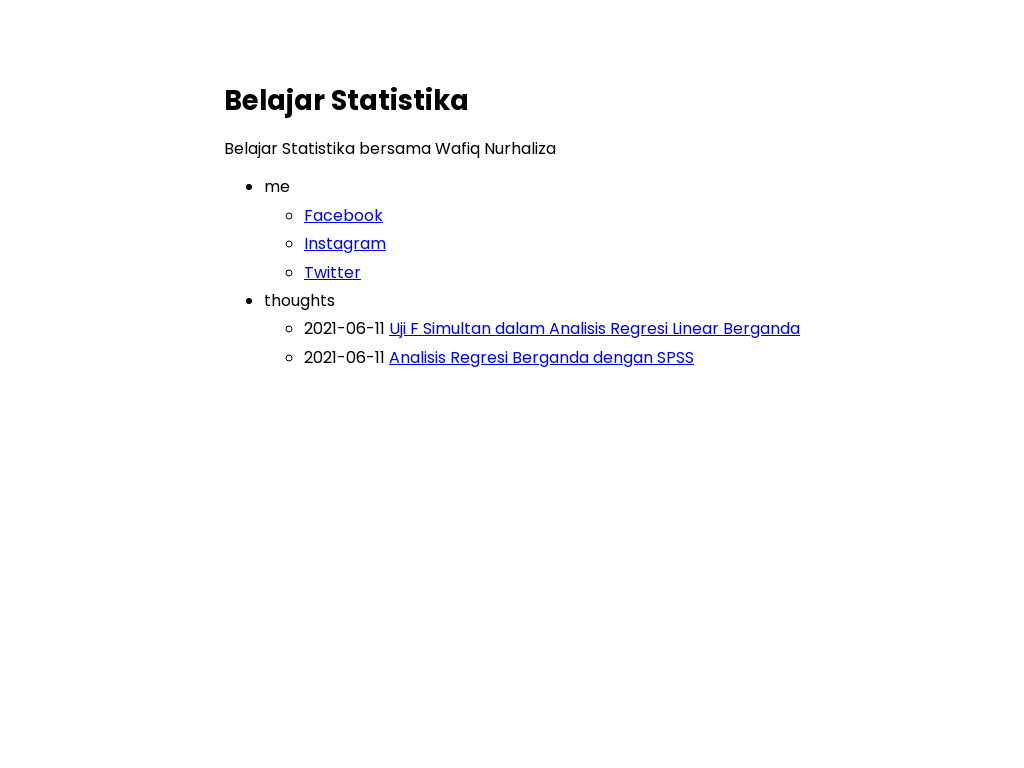 Belajar Statistika
Belajar Statistika bersama Wafiq Nurhaliza
me
Facebook
Instagram
Twitter
thoughts
2021-06-11 Uji F Simultan dalam Analisis Regresi Linear Berganda
2021-06-11 Analisis Regresi Berganda dengan SPSS